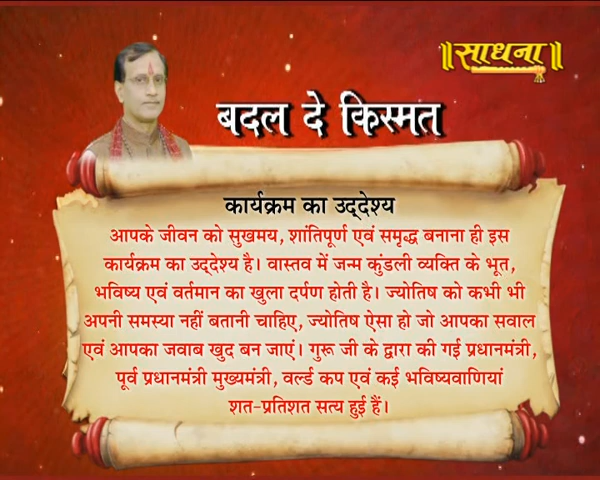 ॥साधना॥
बदल दे किस्मत
कार्यक्रम का उद्देश्य
आपके जीवन को सुखमय, शांतिपूर्ण एवं समृद्ध बनाना ही इस
कार्यक्रम का उद्देश्य है। वास्तव में जन्म कुंडली व्यक्ति के भूत,
भविष्य एवं वर्तमान का खुला दर्पण होती है। ज्योतिष को कभी भी
अपनी समस्या नहीं बतानी चाहिए, ज्योतिष ऐसा हो जो आपका सवाल
एवं आपका जवाब खुद बन जाएं। गुरू जी के द्वारा की गई प्रधानमंत्री,
पूर्व प्रधानमंत्री मुख्यमंत्री, वर्ल्ड कप एवं कई भविष्यवाणियां
शत-प्रतिशत सत्य हुई हैं।